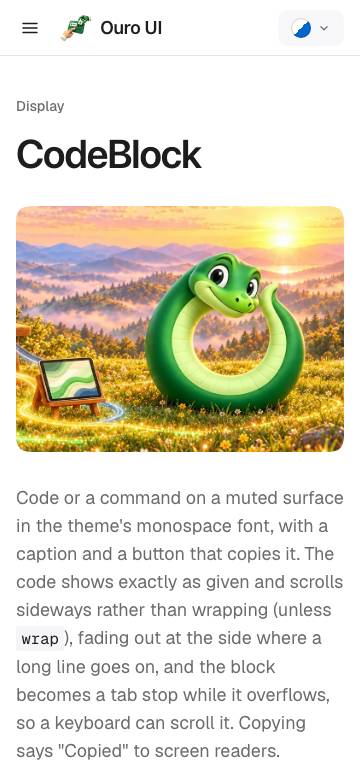 Ouro UI
Display
CodeBlock
Code or a command on a muted surface
in the theme's monospace font, with a
caption and a button that copies it. The
code shows exactly as given and scrolls
sideways rather than wrapping (unless
wrap), fading out at the side where a
long line goes on, and the block
becomes a tab stop while it overflows,
so a keyboard can scroll it. Copying
says "Copied" to screen readers.